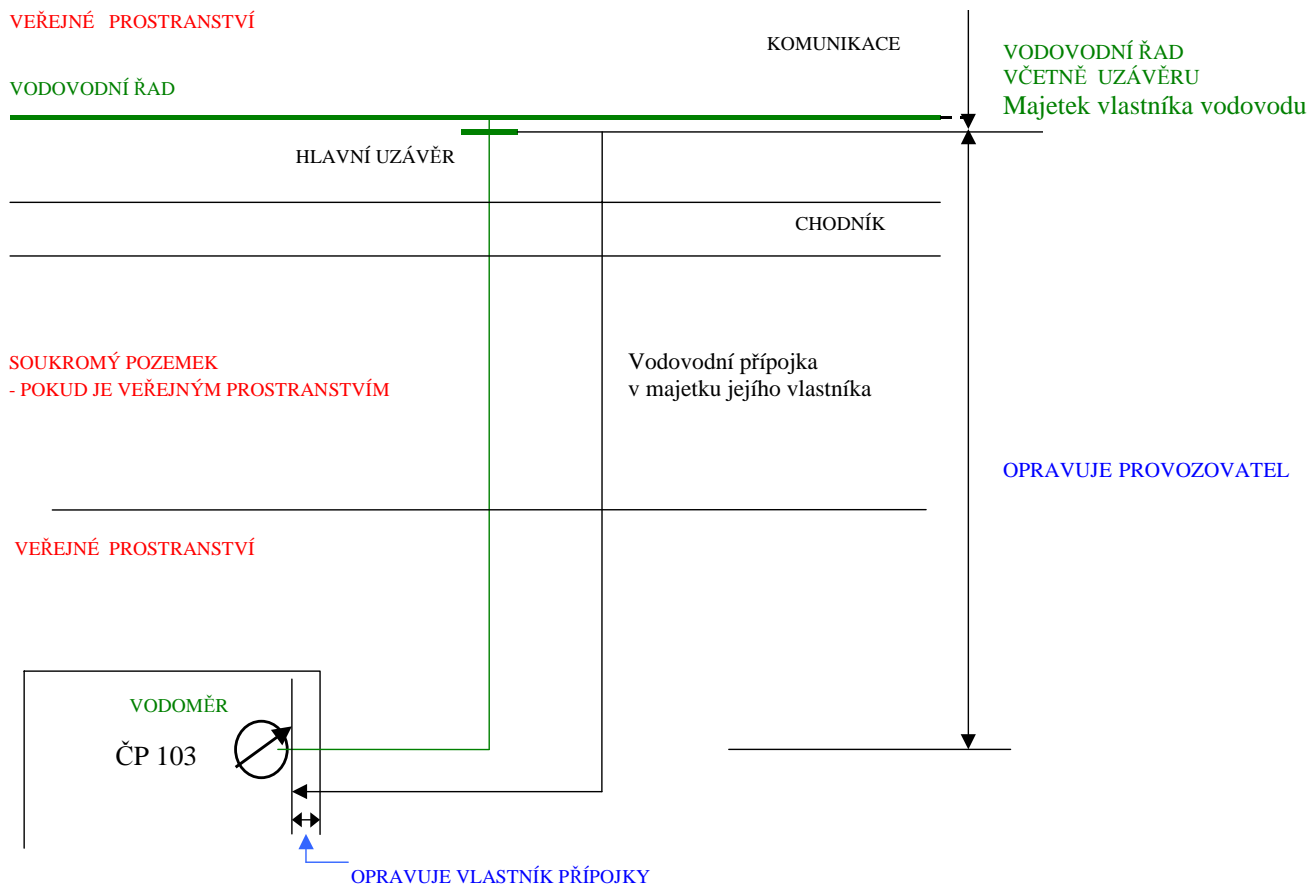 VEŘEJNÉ PROSTRANSTVÍ
KOMUNIKACE
VODOVODNÍ ŘAD
VČETNĚ UZÁVĚRU
Majetek vlastníka vodovodu
VODOVODNÍ ŘAD
HLAVNÍ UZÁVĚR
CHODNÍK
SOUKROMÝ POZEMEK
- POKUD JE VEŘEJNÝM PROSTRANSTVÍM
Vodovodní přípojka
v majetku jejího vlastníka
OPRAVUJE PROVOZOVATEL
VEŘEJNÉ PROSTRANSTVÍ
VODOMĚR
ČP 103
OPRAVUJE VLASTNÍK PŘÍPOJKY